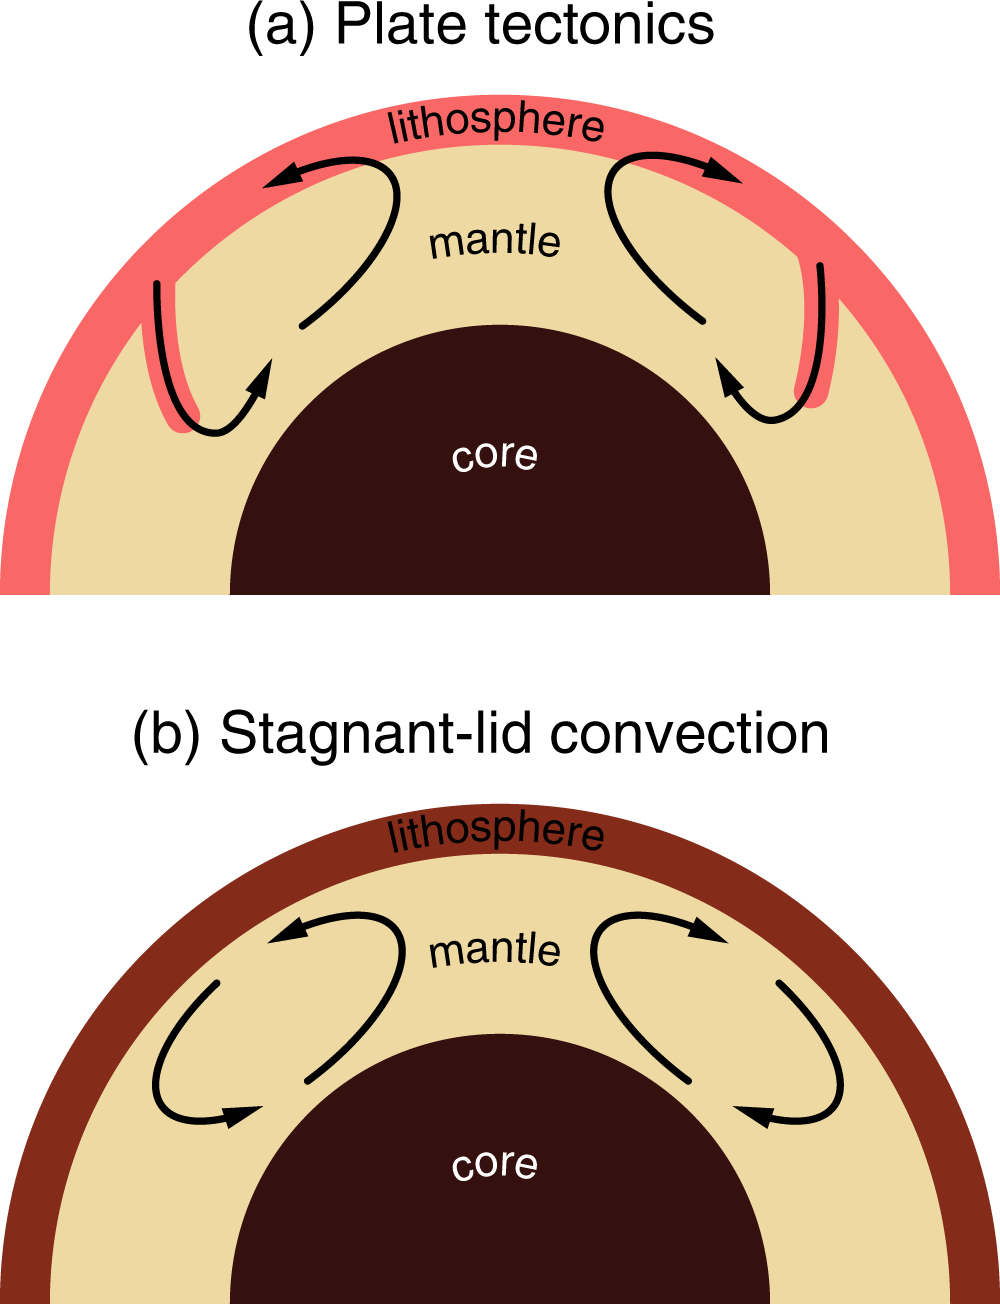 (a) Plate tectonics
lithosphere
mantle
core
(b) Stagnant-lid convection
lithosphere
mantle
core